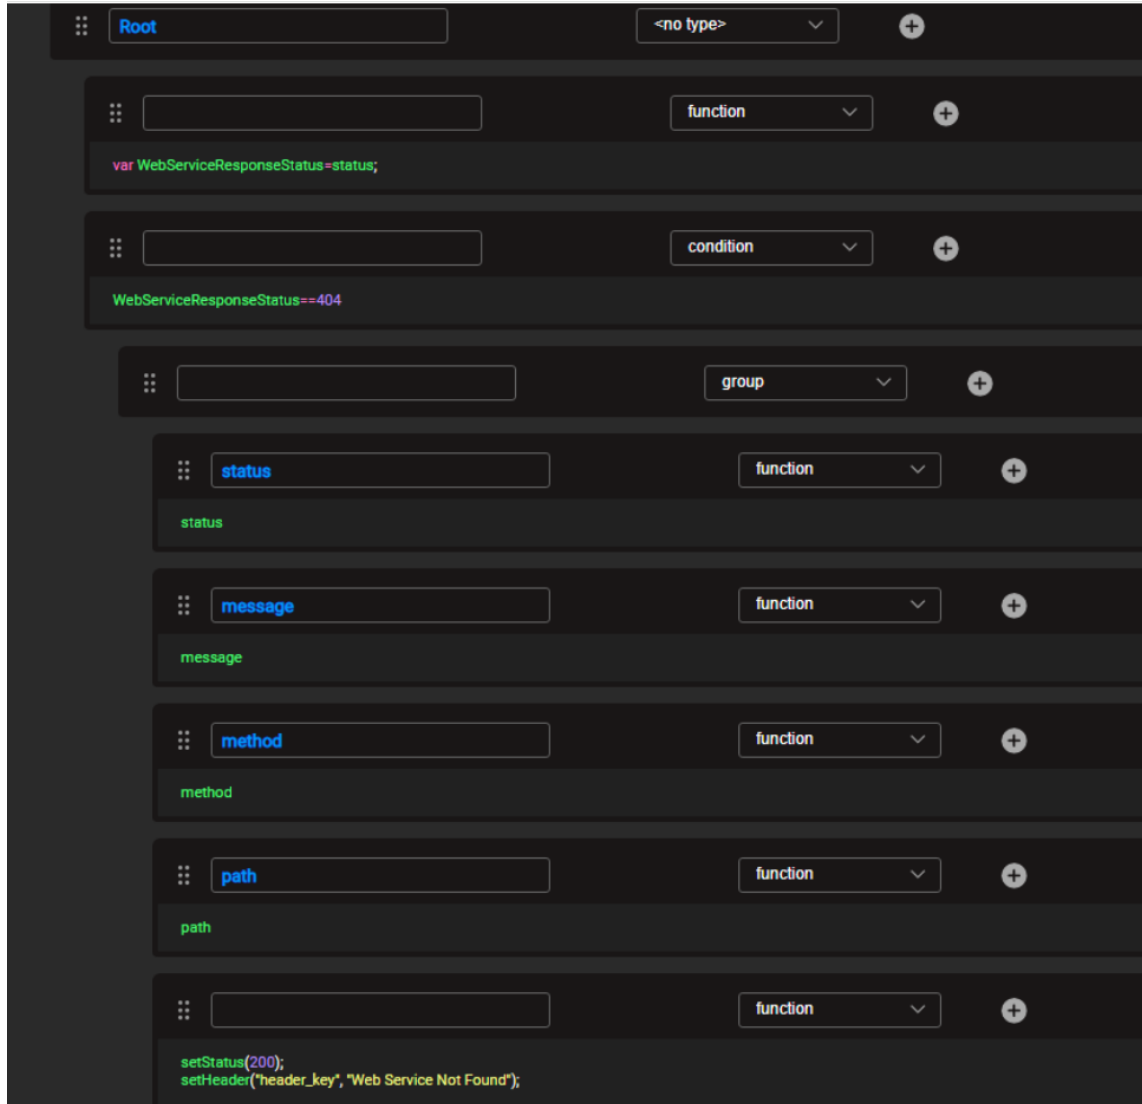 Root <no type>
function
var WebServiceResponseStatus=status;
condition
WebServiceResponseStatus==404
group
status function
status
message function
message
method function
method
path function
path
function
setStatus(200);
setHeader("header_key", "Web Service Not Found");